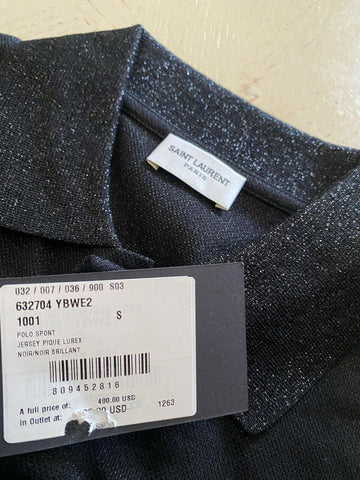 SAINT LAURENT
PARIS
032 / 007 / 036 / 900 S03
632704 YBWE2
1001 S
POLO SPORT
JERSEY PIQUE LUREX
NOIR/NOIR BRILLANT
809452816
A full price of: 490.00 USD
In Outlet at: USD 1263